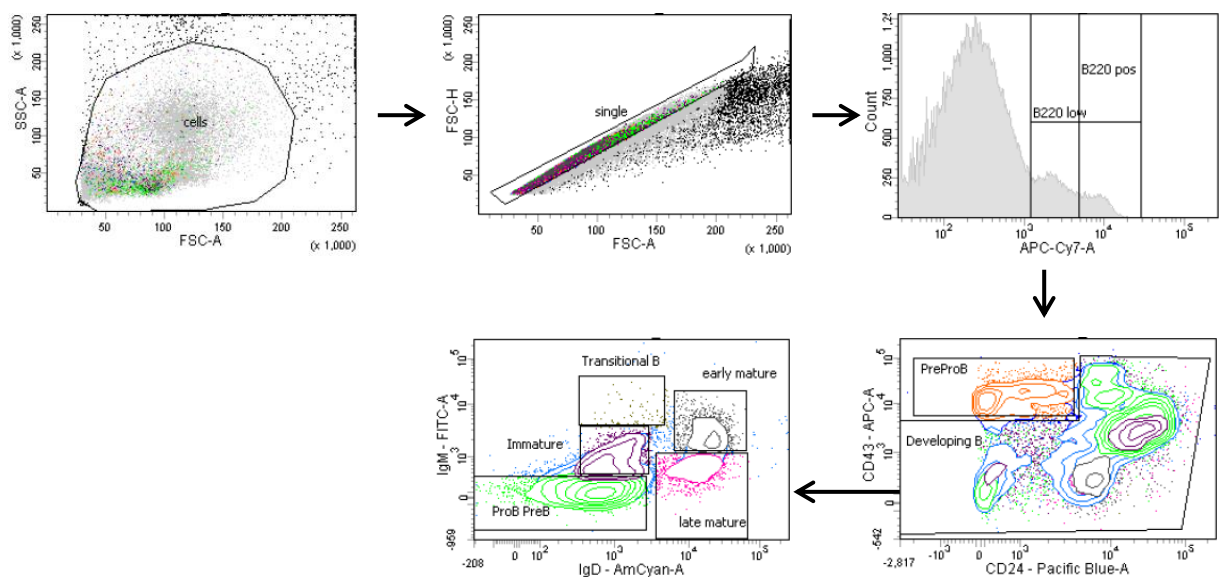 (x 1,000)
250
200
150
100
50
SSC-A
cells
50 100 150 200 250
FSC-A
(x 1,000)
(x 1,000)
250
200
150
100
50
FSC-H
single
50 100 150 200 250
FSC-A
(x 1,000)
1,000
750
500
250
0
Count
B220 pos
B220 low
10² 10³ 10⁴ 10⁵
APC-Cy7-A
10⁵
10⁴
10³
0
-959
IgM - FITC-A
Transitional B
early mature
Immature
ProB PreB
late mature
-208
0 10² 10³ 10⁴ 10⁵
IgD - AmCyan-A
10⁵
10⁴
10³
0
-542
CD43 - APC-A
PreProB
Developing B
-2,817
-10³ 0 10³ 10⁴ 10⁵
CD24 - Pacific Blue-A